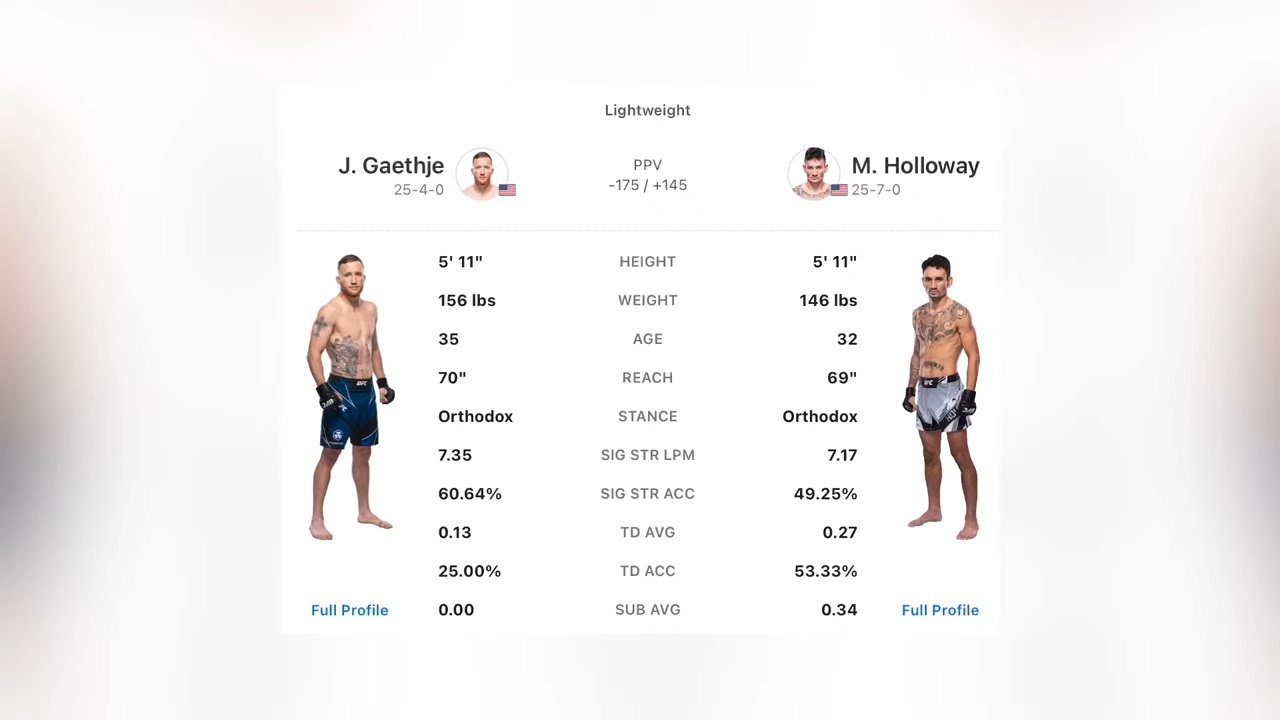 Lightweight
J. Gaethje
25-4-0
PPV
-175 / +145
M. Holloway
25-7-0
5' 11" HEIGHT 5' 11"
156 lbs WEIGHT 146 lbs
35 AGE 32
70" REACH 69"
Orthodox STANCE Orthodox
7.35 SIG STR LPM 7.17
60.64% SIG STR ACC 49.25%
0.13 TD AVG 0.27
25.00% TD ACC 53.33%
Full Profile 0.00 SUB AVG 0.34 Full Profile
UFC
UFC